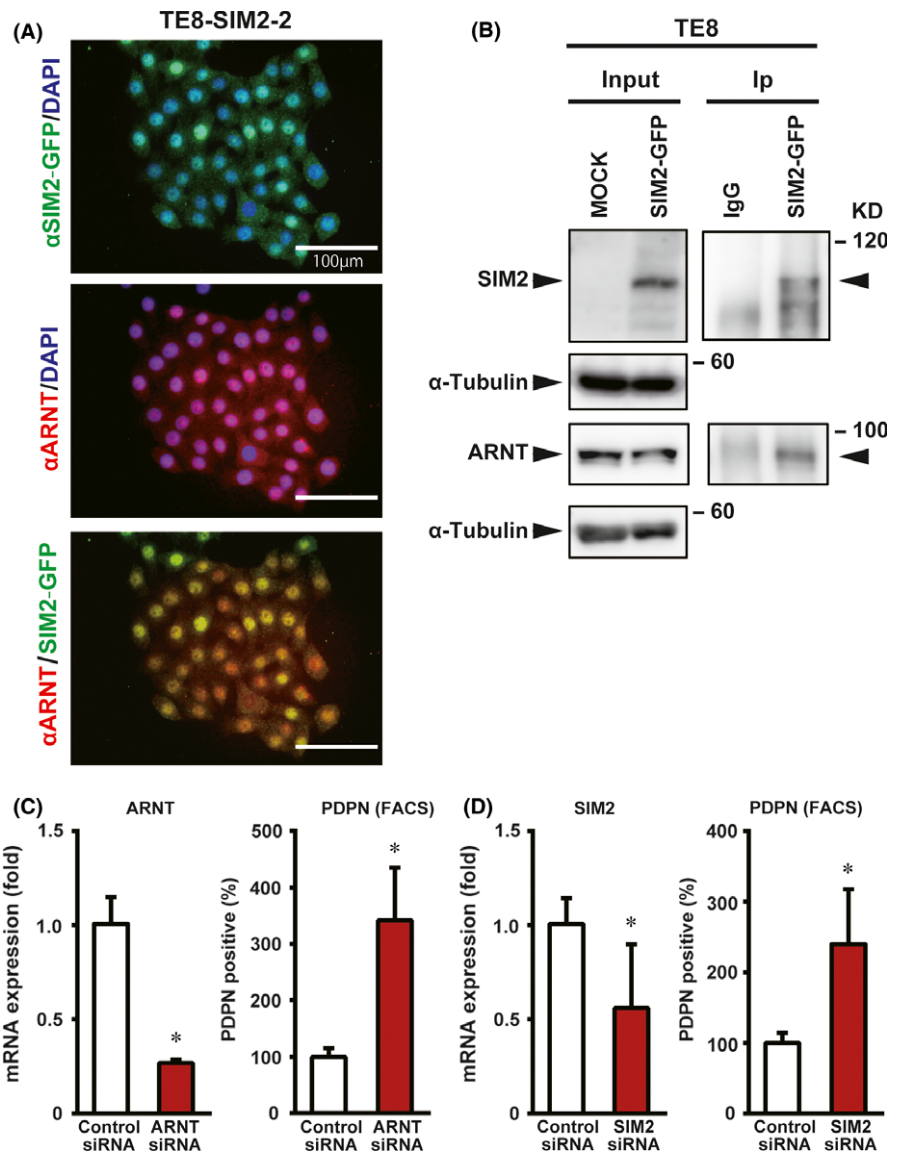 (A)
TE8-SIM2-2
αSIM2-GFP/DAPI
100μm
αARNT/DAPI
αARNT/SIM2-GFP
(B)
TE8
Input
Ip
MOCK
SIM2-GFP
IgG
SIM2-GFP
KD
120
SIM2
60
α-Tubulin
100
ARNT
60
α-Tubulin
(C)
ARNT
mRNA expression (fold)
1.5
1.0
0.5
0
*
Control siRNA
ARNT siRNA
PDPN (FACS)
PDPN positive (%)
500
400
300
200
100
0
*
Control siRNA
ARNT siRNA
(D)
SIM2
mRNA expression (fold)
1.5
1.0
0.5
0
*
Control siRNA
SIM2 siRNA
PDPN (FACS)
PDPN positive (%)
400
300
200
100
0
*
Control siRNA
SIM2 siRNA